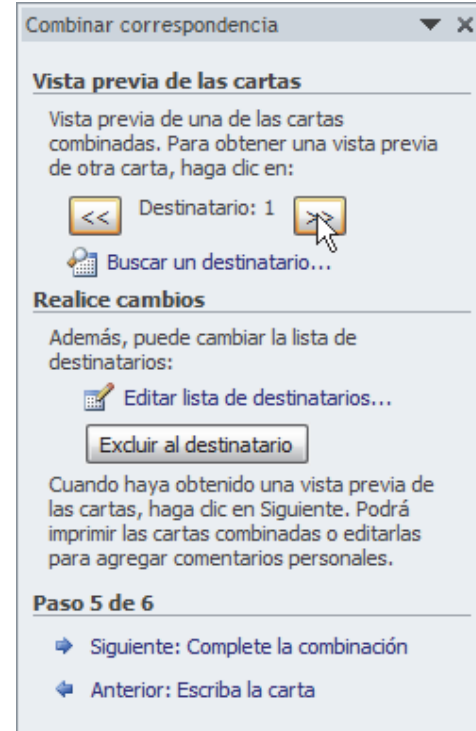 Combinar correspondencia
Vista previa de las cartas
Vista previa de una de las cartas
combinadas. Para obtener una vista previa
de otra carta, haga clic en:
<< Destinatario: 1 >>
Buscar un destinatario...
Realice cambios
Además, puede cambiar la lista de
destinatarios:
Editar lista de destinatarios...
Excluir al destinatario
Cuando haya obtenido una vista previa de
las cartas, haga clic en Siguiente. Podrá
imprimir las cartas combinadas o editarlas
para agregar comentarios personales.
Paso 5 de 6
Siguiente: Complete la combinación
Anterior: Escriba la carta